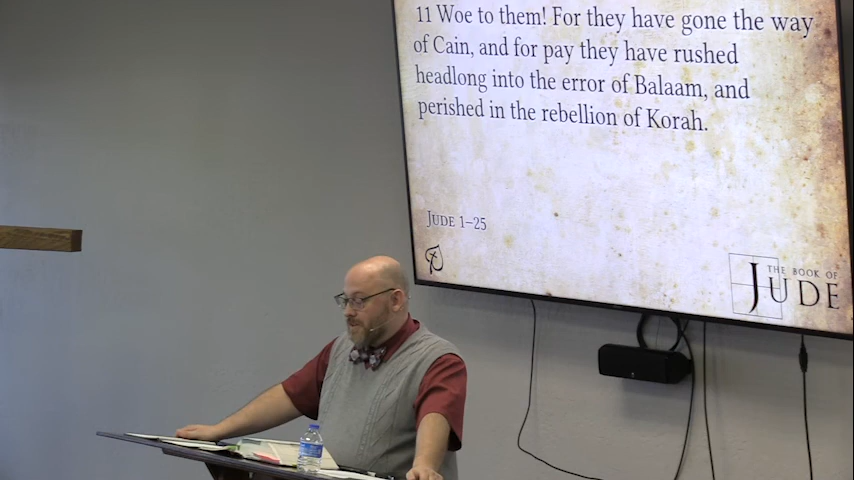 11 Woe to them! For they have gone the way
of Cain, and for pay they have rushed
headlong into the error of Balaam, and
perished in the rebellion of Korah.
Jude 1–25
THE BOOK OF
JUDE